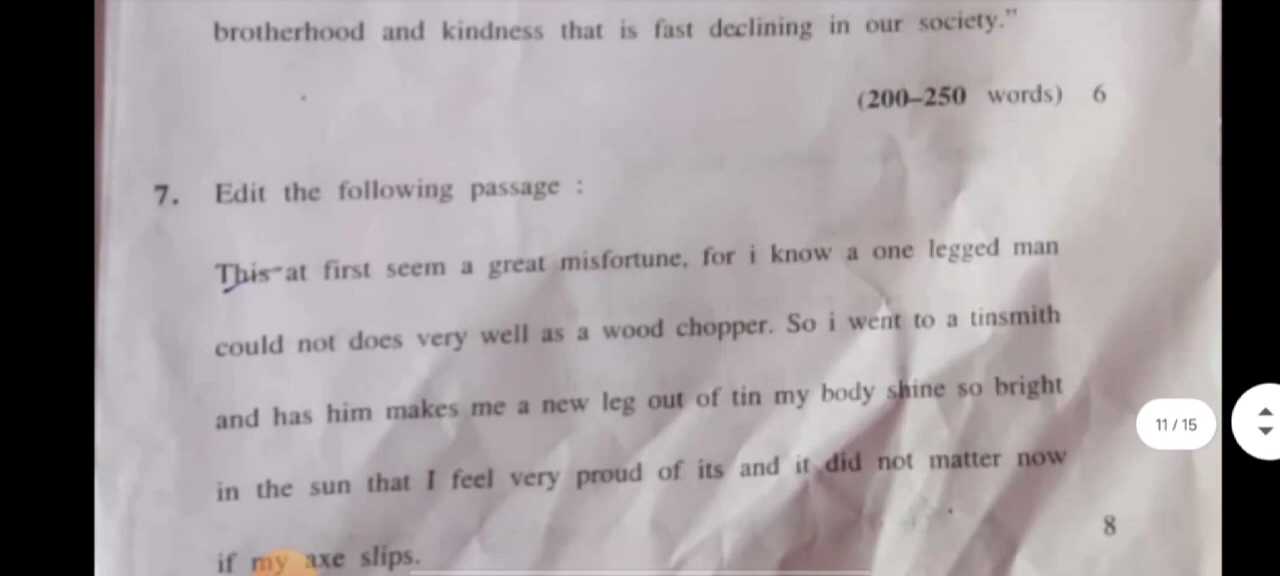 brotherhood and kindness that is fast declining in our society."
(200–250 words) 6
7. Edit the following passage :
This at first seem a great misfortune, for i know a one legged man
could not does very well as a wood chopper. So i went to a tinsmith
and has him makes me a new leg out of tin my body shine so bright
in the sun that I feel very proud of its and it did not matter now
8
if my axe slips.
11 / 15